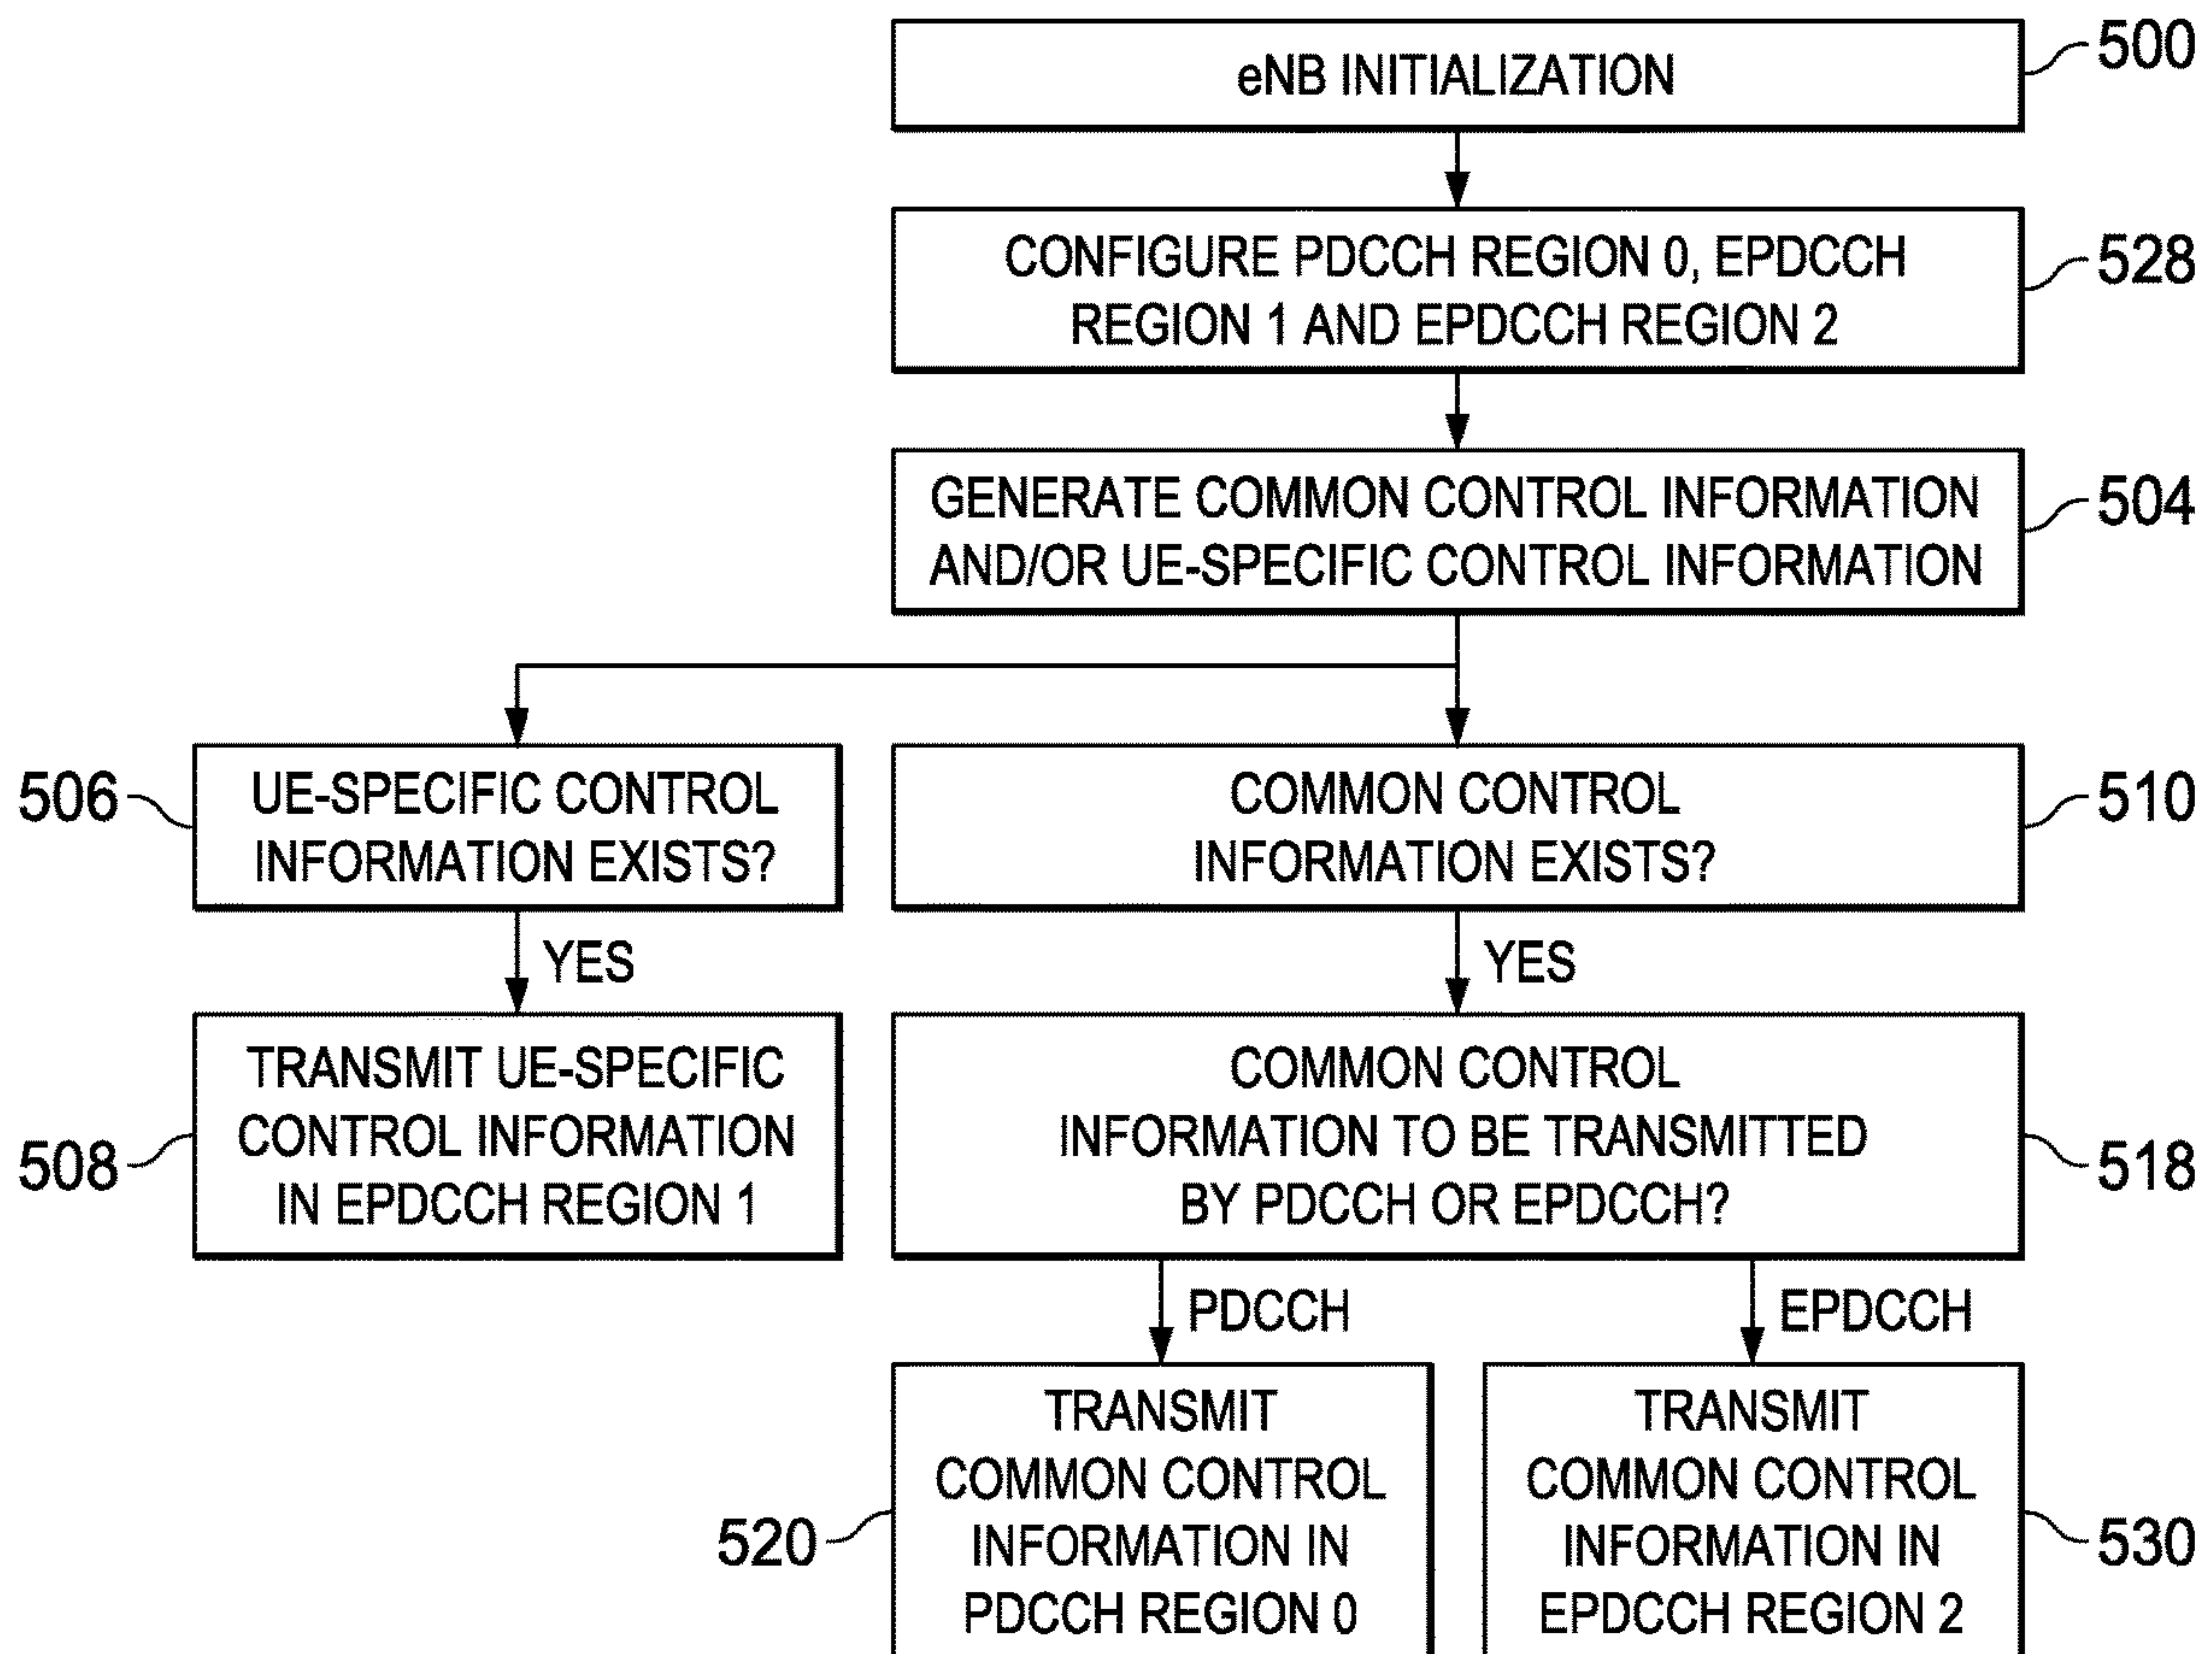 eNB INITIALIZATION
500
CONFIGURE PDCCH REGION 0, EPDCCH
REGION 1 AND EPDCCH REGION 2
528
GENERATE COMMON CONTROL INFORMATION
AND/OR UE-SPECIFIC CONTROL INFORMATION
504
506
UE-SPECIFIC CONTROL
INFORMATION EXISTS?
COMMON CONTROL
INFORMATION EXISTS?
510
YES
YES
508
TRANSMIT UE-SPECIFIC
CONTROL INFORMATION
IN EPDCCH REGION 1
COMMON CONTROL
INFORMATION TO BE TRANSMITTED
BY PDCCH OR EPDCCH?
518
PDCCH
EPDCCH
520
TRANSMIT
COMMON CONTROL
INFORMATION IN
PDCCH REGION 0
TRANSMIT
COMMON CONTROL
INFORMATION IN
EPDCCH REGION 2
530